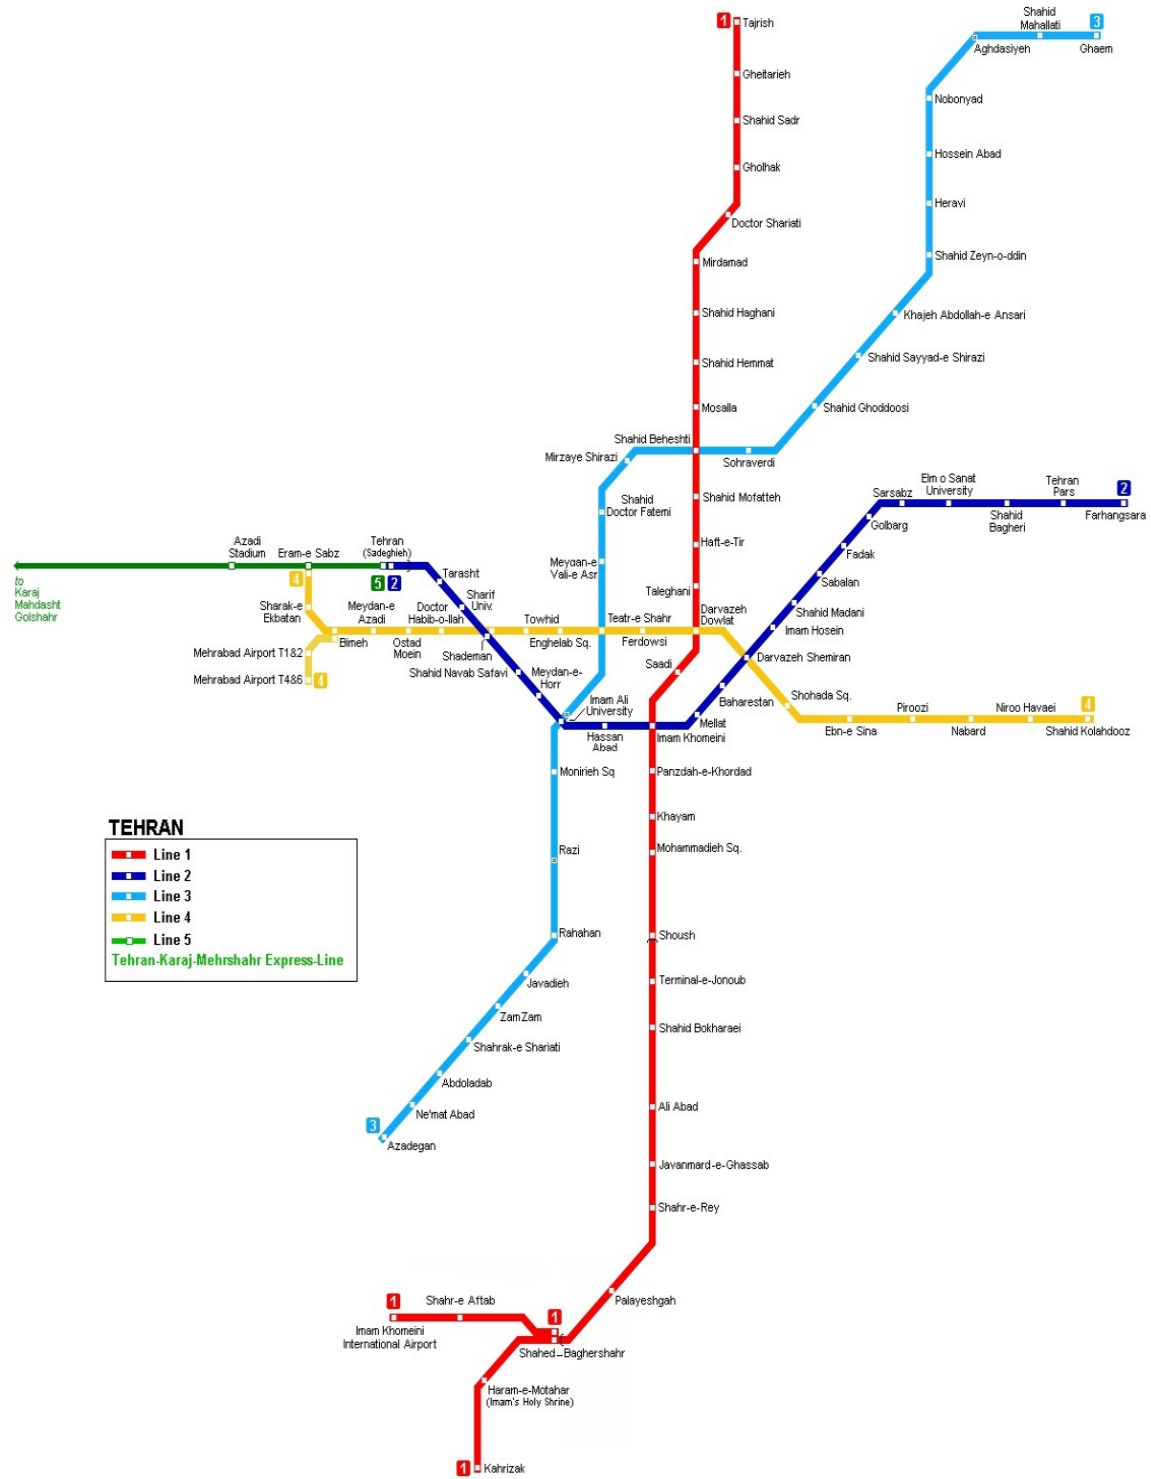 Shahid
Mahallati
3
1
Tajrish
Aghdasiyeh
Ghaem
Gheitarieh
Nobonyad
Shahid Sadr
Hossein Abad
Gholhak
Heravi
Doctor Shariati
Shahid Zeyn-o-ddin
Mirdamad
Shahid Haghani
Khajeh Abdollah-e Ansari
Shahid Hemmat
Shahid Sayyad-e Shirazi
Mosalla
Shahid Ghoddoosi
Shahid Beheshti
Mirzaye Shirazi
Sohraverdi
Shahid
Doctor Fatemi
Shahid Mofatteh
Sarsabz
Elm o Sanat
University
Tehran
Pars
2
Golbarg
Shahid
Bagheri
Farhangsara
Azadi
Stadium
Eram-e Sabz
Tehran
(Sadeghieh)
Haft-e-Tir
Fadak
Meydan-e
Vali-e Asr
to
Karaj
Mahdasht
Golshahr
4
5
2
Tarasht
Sabalan
Taleghani
Sharif
Univ.
Sharak-e
Ekbatan
Meydan-e
Azadi
Doctor
Habib-o-llah
Towhid
Teatr-e Shahr
Darvazeh
Dowlat
Shahid Madani
Imam Hosein
Bimeh
Ostad
Moein
Shademan
Enghelab Sq.
Ferdowsi
Mehrabad Airport T1&2
Darvazeh Shemiran
Saadi
Shahid Navab Safavi
Meydan-e-
Horr
Mehrabad Airport T4&6
4
Imam Ali
University
Baharestan
Shohada Sq.
Mellat
Hassan
Abad
Imam Khomeini
Ebn-e Sina
Piroozi
Nabard
Niroo Havaei
4
Shahid Kolahdooz
Monirieh Sq
Panzdah-e-Khordad
Khayam
Mohammadieh Sq.
TEHRAN
Line 1
Line 2
Line 3
Line 4
Line 5
Tehran-Karaj-Mehrshahr Express-Line
Razi
Rahahan
Shoush
Javadieh
Terminal-e-Jonoub
ZamZam
Shahid Bokharaei
Shahrak-e Shariati
Abdoladab
Ne'mat Abad
Ali Abad
3
Azadegan
Javanmard-e-Ghassab
Shahr-e-Rey
Palayeshgah
1
Shahr-e Aftab
1
Imam Khomeini
International Airport
Shahed-Baghershahr
Haram-e-Motahar
(Imam's Holy Shrine)
1
Kahrizak